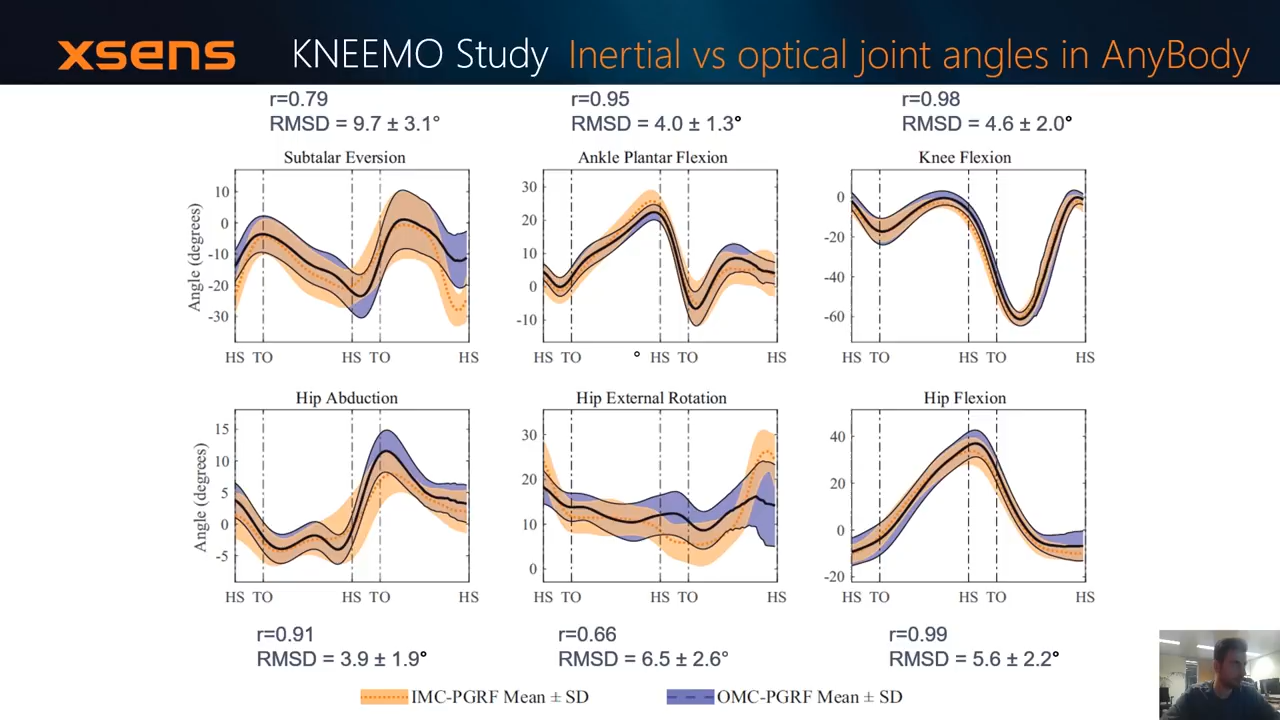 xsens KNEEMO Study Inertial vs optical joint angles in AnyBody
r=0.79
RMSD = 9.7 ± 3.1°
r=0.95
RMSD = 4.0 ± 1.3°
r=0.98
RMSD = 4.6 ± 2.0°
Subtalar Eversion
Angle (degrees)
10
0
-10
-20
-30
HS TO HS TO HS
Ankle Plantar Flexion
30
20
10
0
-10
HS TO ° HS TO HS
Knee Flexion
0
-20
-40
-60
HS TO HS TO HS
Hip Abduction
Angle (degrees)
15
10
5
0
-5
HS TO HS TO HS
Hip External Rotation
30
20
10
0
HS TO HS TO HS
Hip Flexion
40
20
0
-20
HS TO HS TO HS
r=0.91
RMSD = 3.9 ± 1.9°
r=0.66
RMSD = 6.5 ± 2.6°
r=0.99
RMSD = 5.6 ± 2.2°
IMC-PGRF Mean ± SD
OMC-PGRF Mean ± SD